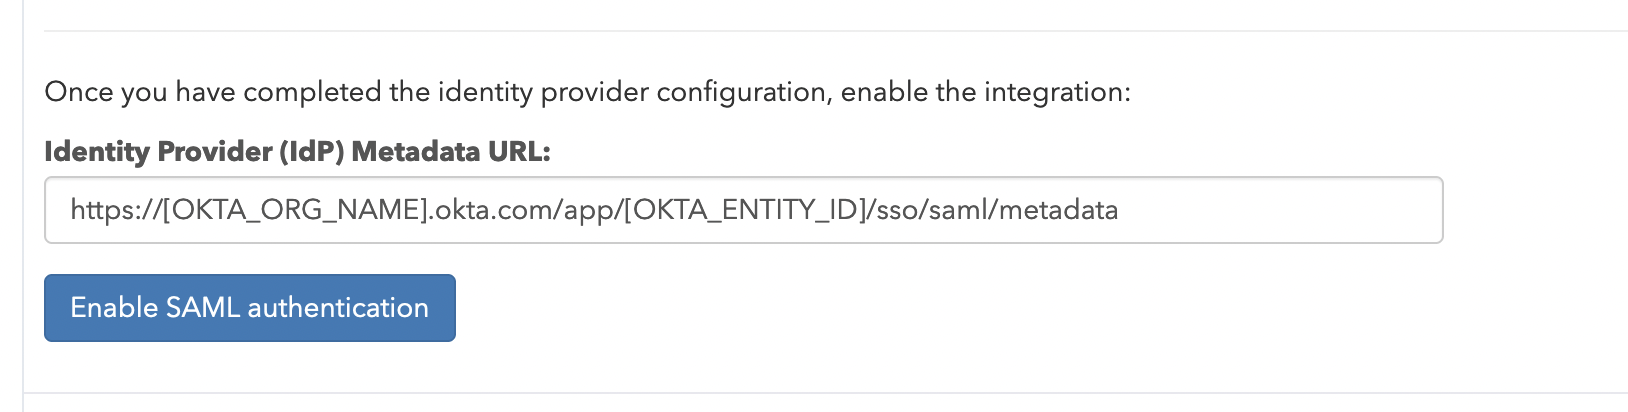 Once you have completed the identity provider configuration, enable the integration:
Identity Provider (IdP) Metadata URL:
https://[OKTA_ORG_NAME].okta.com/app/[OKTA_ENTITY_ID]/sso/saml/metadata
Enable SAML authentication